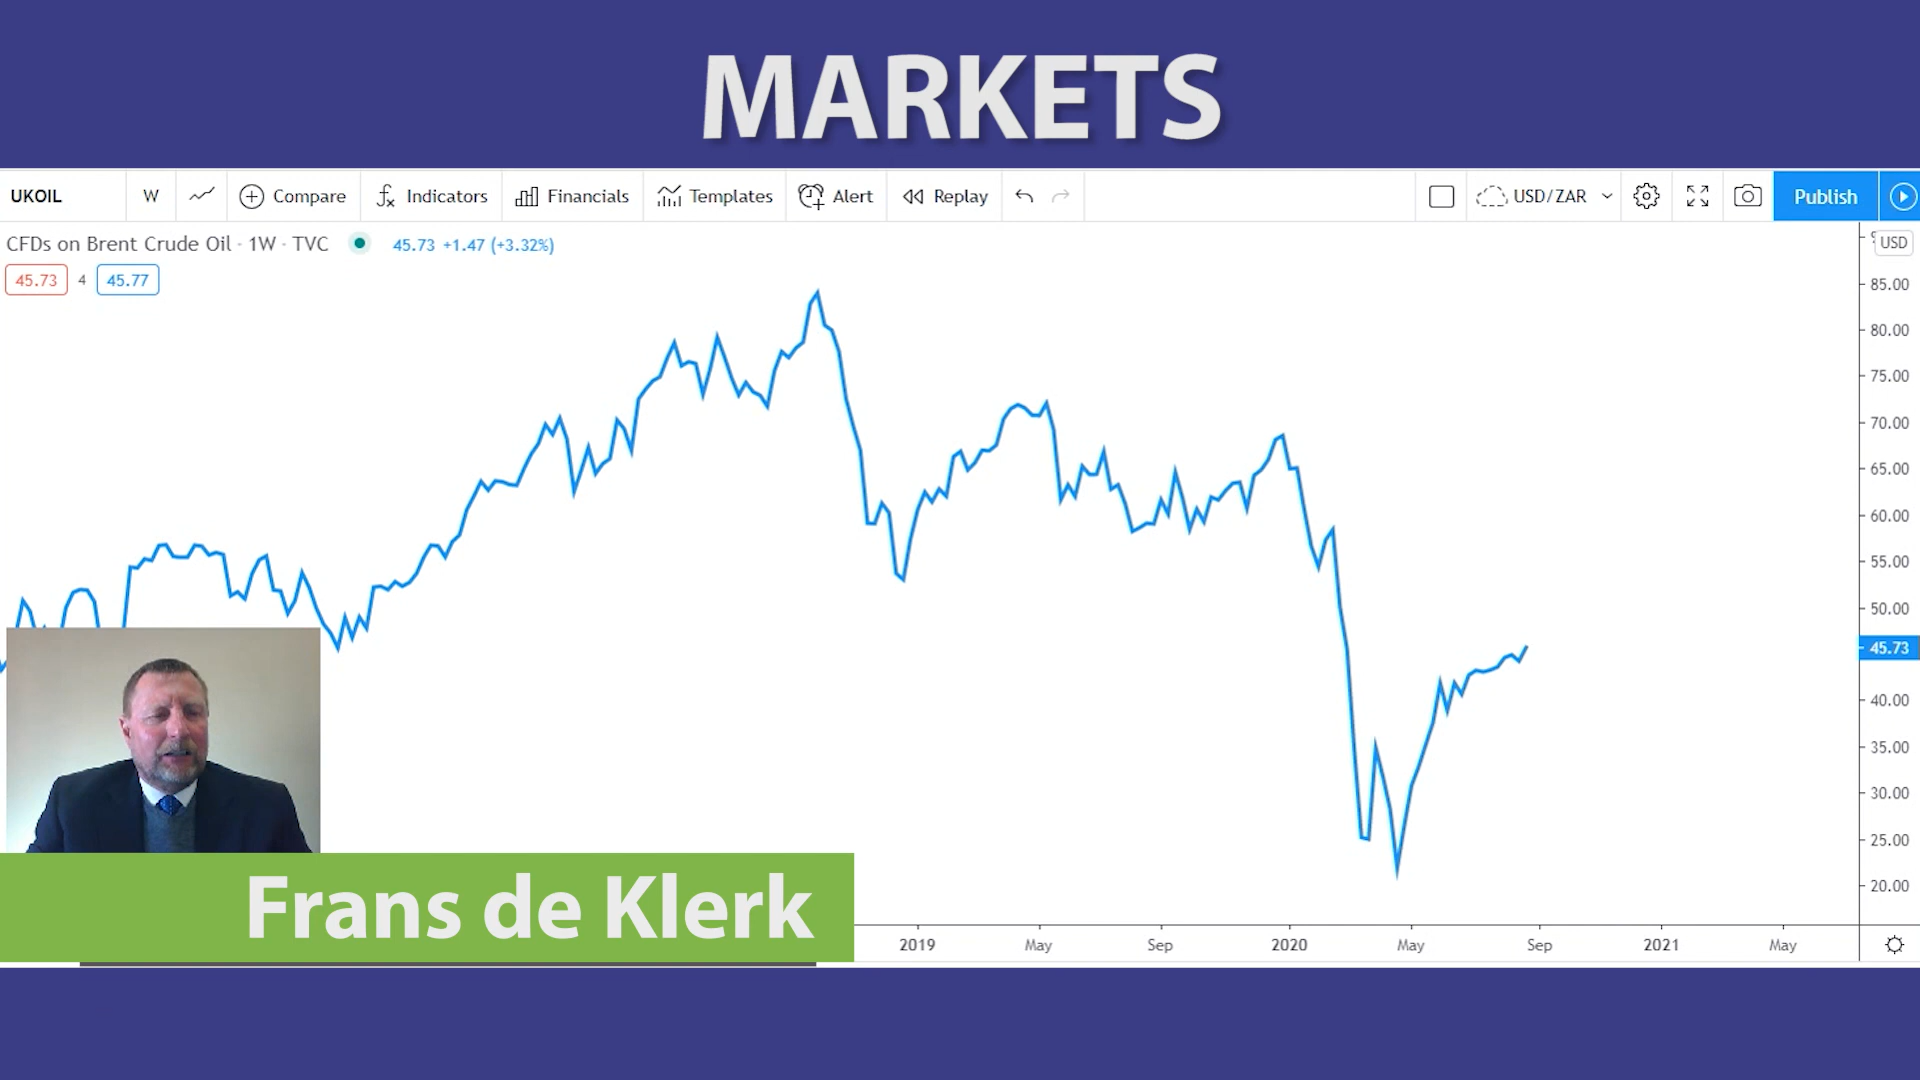 MARKETS
UKOIL W Compare Indicators Financials Templates Alert Replay USD/ZAR Publish
CFDs on Brent Crude Oil · 1W · TVC 45.73 +1.47 (+3.32%)
USD
45.73 4 45.77
85.00
80.00
75.00
70.00
65.00
60.00
55.00
50.00
45.73
40.00
35.00
30.00
25.00
20.00
Frans de Klerk
2019 May Sep 2020 May Sep 2021 May